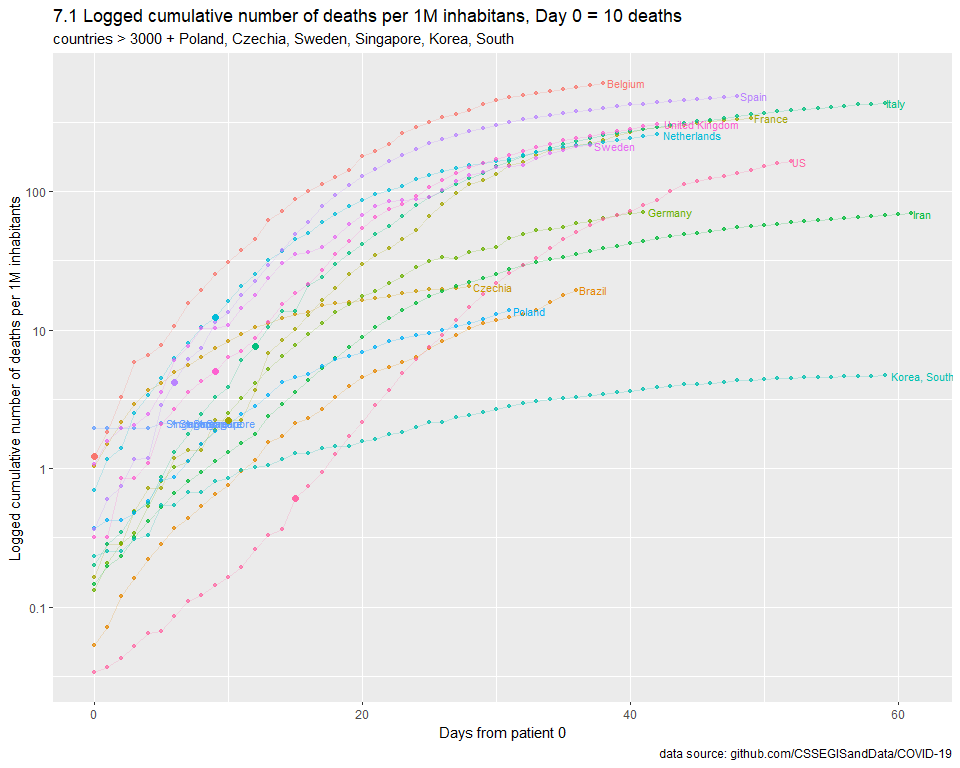 7.1 Logged cumulative number of deaths per 1M inhabitans, Day 0 = 10 deaths
countries > 3000 + Poland, Czechia, Sweden, Singapore, Korea, South
Logged cumulative number of deaths per 1M inhabitants
100
10
1
0.1
Belgium
Spain
Italy
France
United Kingdom
Netherlands
Sweden
US
Germany
Iran
Czechia
Brazil
Poland
Korea, South
Singapore
0
20
40
60
Days from patient 0
data source: github.com/CSSEGISandData/COVID-19